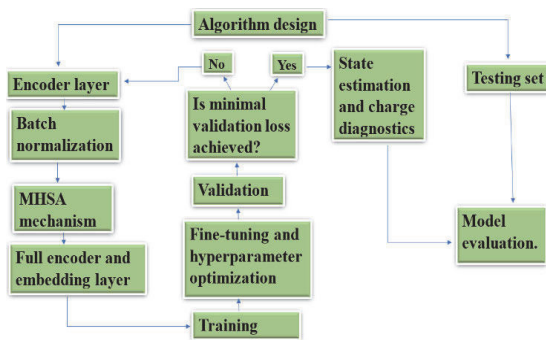 Algorithm design
No
Yes
Encoder layer
State
estimation
and charge
diagnostics
Testing set
Batch
normalization
Is minimal
validation loss
achieved?
MHSA
mechanism
Validation
Full encoder and
embedding layer
Fine-tuning and
hyperparameter
optimization
Model
evaluation.
Training